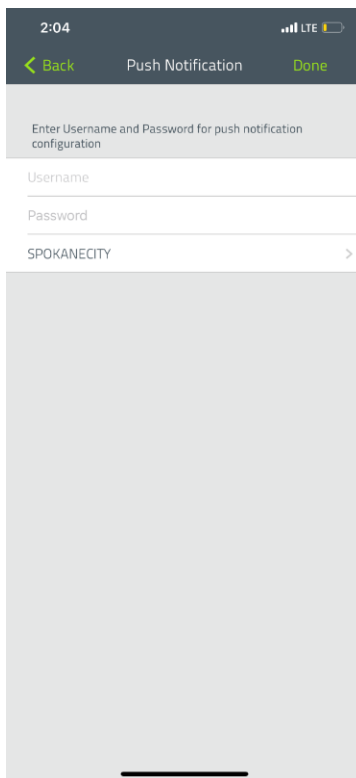 2:04 LTE
Back Push Notification Done
Enter Username and Password for push notification
configuration
Username
Password
SPOKANECITY